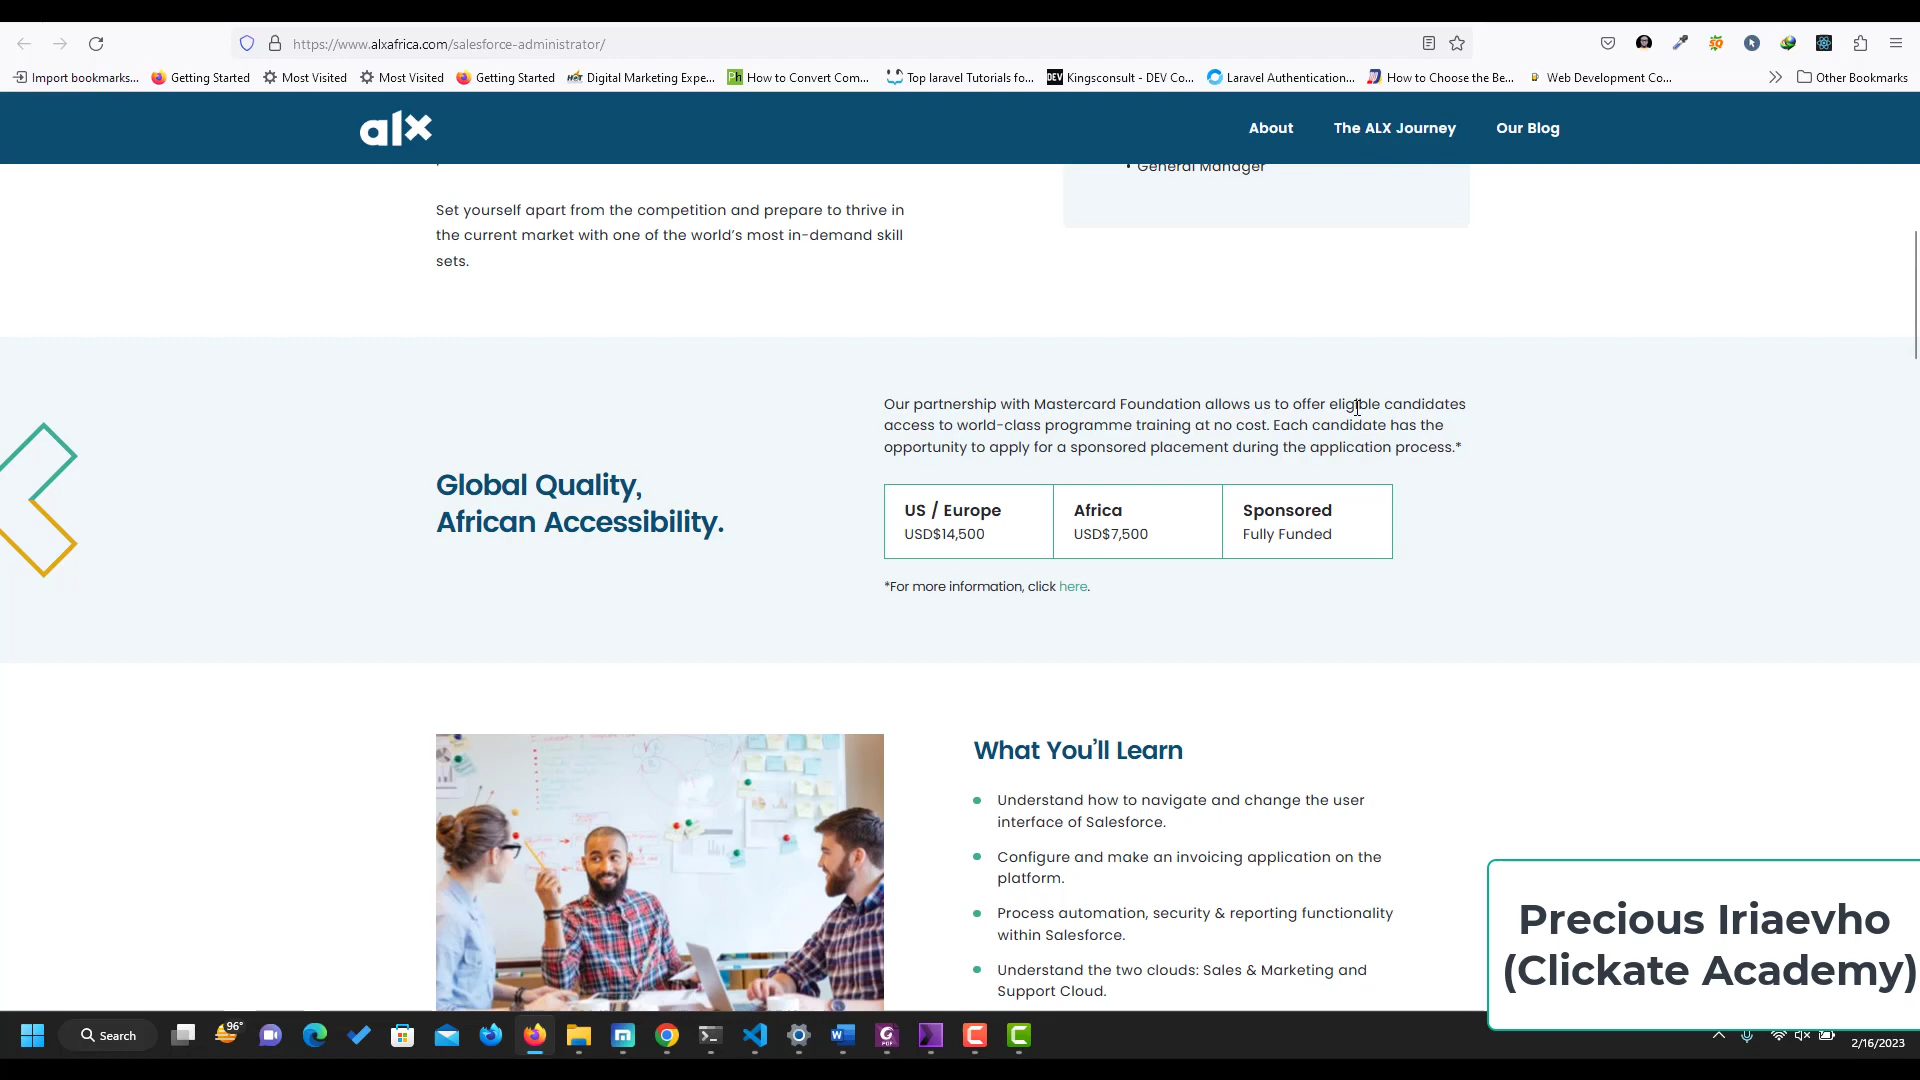 https://www.alxafrica.com/salesforce-administrator/
Import bookmarks... Getting Started Most Visited Most Visited Getting Started Digital Marketing Expe... How to Convert Com... Top laravel Tutorials fo... Kingsconsult - DEV Co... Laravel Authentication... How to Choose the Be... Web Development Co... Other Bookmarks
alx About The ALX Journey Our Blog
• General Manager
Set yourself apart from the competition and prepare to thrive in
the current market with one of the world’s most in-demand skill
sets.
Our partnership with Mastercard Foundation allows us to offer eligible candidates
access to world-class programme training at no cost. Each candidate has the
opportunity to apply for a sponsored placement during the application process.*
Global Quality,
African Accessibility.
US / Europe Africa Sponsored
USD$14,500 USD$7,500 Fully Funded
*For more information, click here.
What You’ll Learn
Understand how to navigate and change the user
interface of Salesforce.
Configure and make an invoicing application on the
platform.
Process automation, security & reporting functionality
within Salesforce.
Understand the two clouds: Sales & Marketing and
Support Cloud.
Precious Iriaevho
(Clickate Academy)
Search 96°
2/16/2023